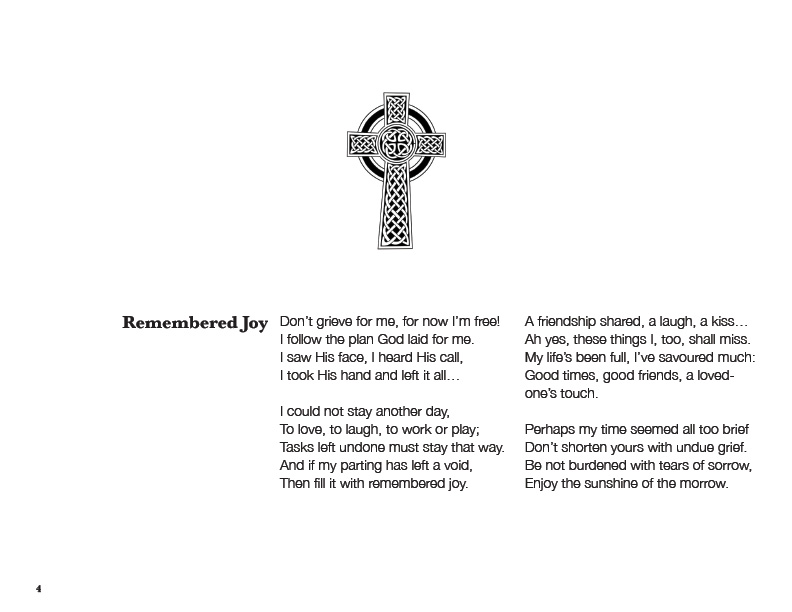 Remembered Joy
Don't grieve for me, for now I'm free!
I follow the plan God laid for me.
I saw His face, I heard His call,
I took His hand and left it all…
I could not stay another day,
To love, to laugh, to work or play;
Tasks left undone must stay that way.
And if my parting has left a void,
Then fill it with remembered joy.
A friendship shared, a laugh, a kiss…
Ah yes, these things I, too, shall miss.
My life's been full, I've savoured much:
Good times, good friends, a loved-
one's touch.
Perhaps my time seemed all too brief
Don't shorten yours with undue grief.
Be not burdened with tears of sorrow,
Enjoy the sunshine of the morrow.
4